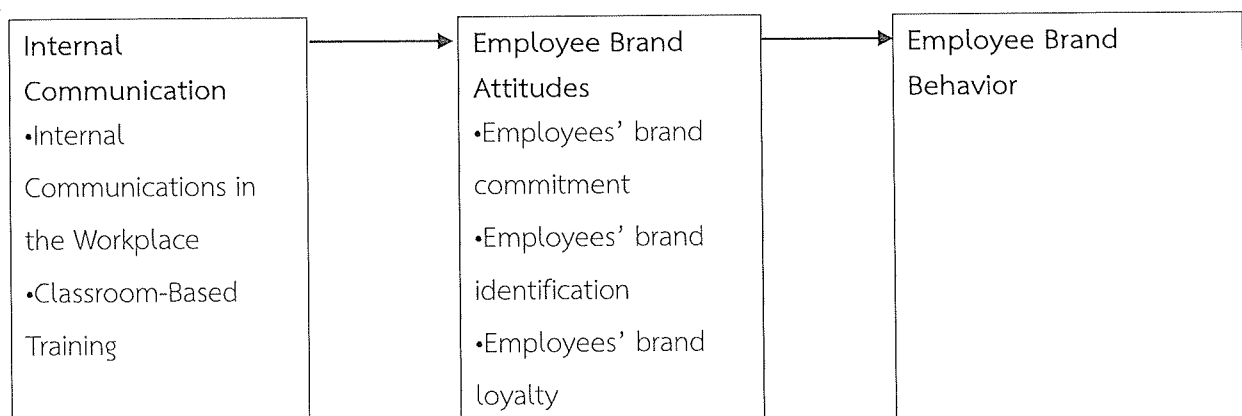 Internal
Communication
•Internal
Communications in
the Workplace
•Classroom-Based
Training
Employee Brand
Attitudes
•Employees' brand
commitment
•Employees' brand
identification
•Employees' brand
loyalty
Employee Brand
Behavior